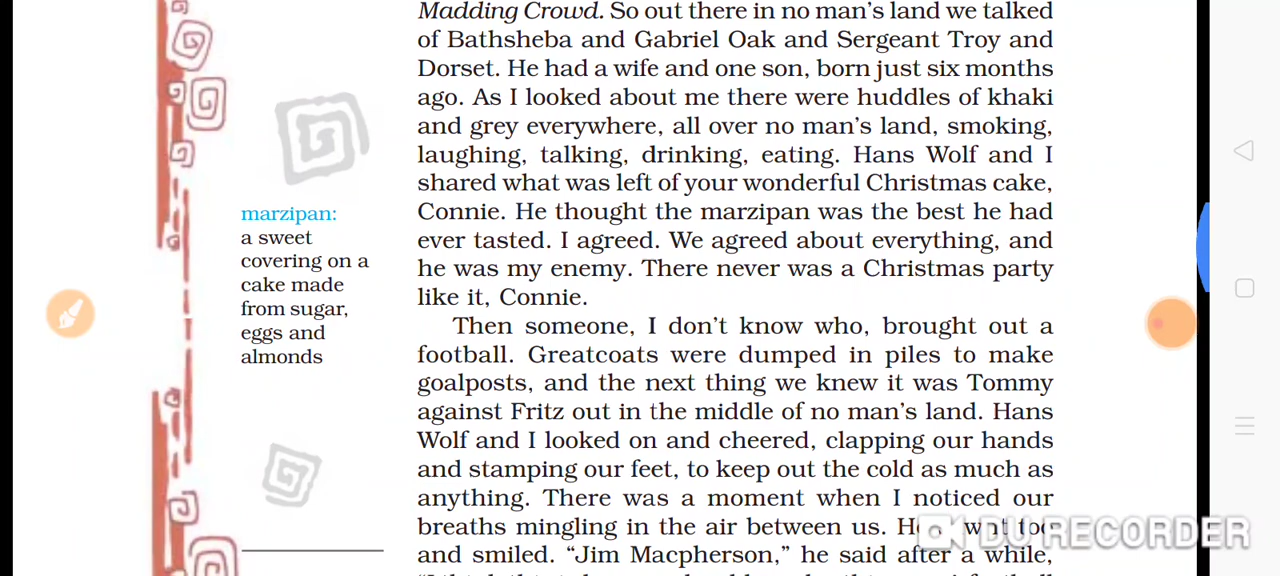 Madding Crowd. So out there in no man's land we talked
of Bathsheba and Gabriel Oak and Sergeant Troy and
Dorset. He had a wife and one son, born just six months
ago. As I looked about me there were huddles of khaki
and grey everywhere, all over no man's land, smoking,
laughing, talking, drinking, eating. Hans Wolf and I
shared what was left of your wonderful Christmas cake,
Connie. He thought the marzipan was the best he had
ever tasted. I agreed. We agreed about everything, and
he was my enemy. There never was a Christmas party
like it, Connie.
Then someone, I don't know who, brought out a
football. Greatcoats were dumped in piles to make
goalposts, and the next thing we knew it was Tommy
against Fritz out in the middle of no man's land. Hans
Wolf and I looked on and cheered, clapping our hands
and stamping our feet, to keep out the cold as much as
anything. There was a moment when I noticed our
breaths mingling in the air between us. He too
and smiled. "Jim Macpherson," he said after a while,
marzipan:
a sweet
covering on a
cake made
from sugar,
eggs and
almonds
DU RECORDER